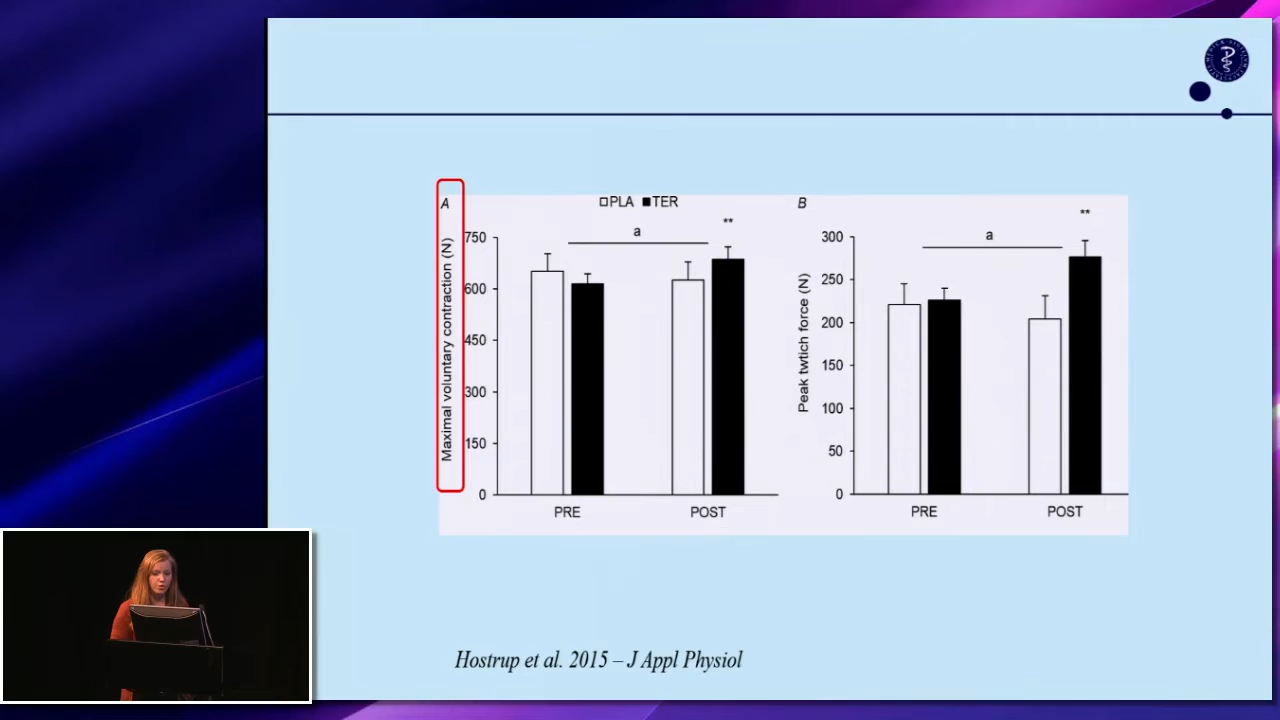 A
PLA TER
**
a
Maximal voluntary contraction (N)
750
600
450
300
150
0
PRE
POST
B
**
a
Peak twtich force (N)
300
250
200
150
100
50
0
PRE
POST
Hostrup et al. 2015 – J Appl Physiol